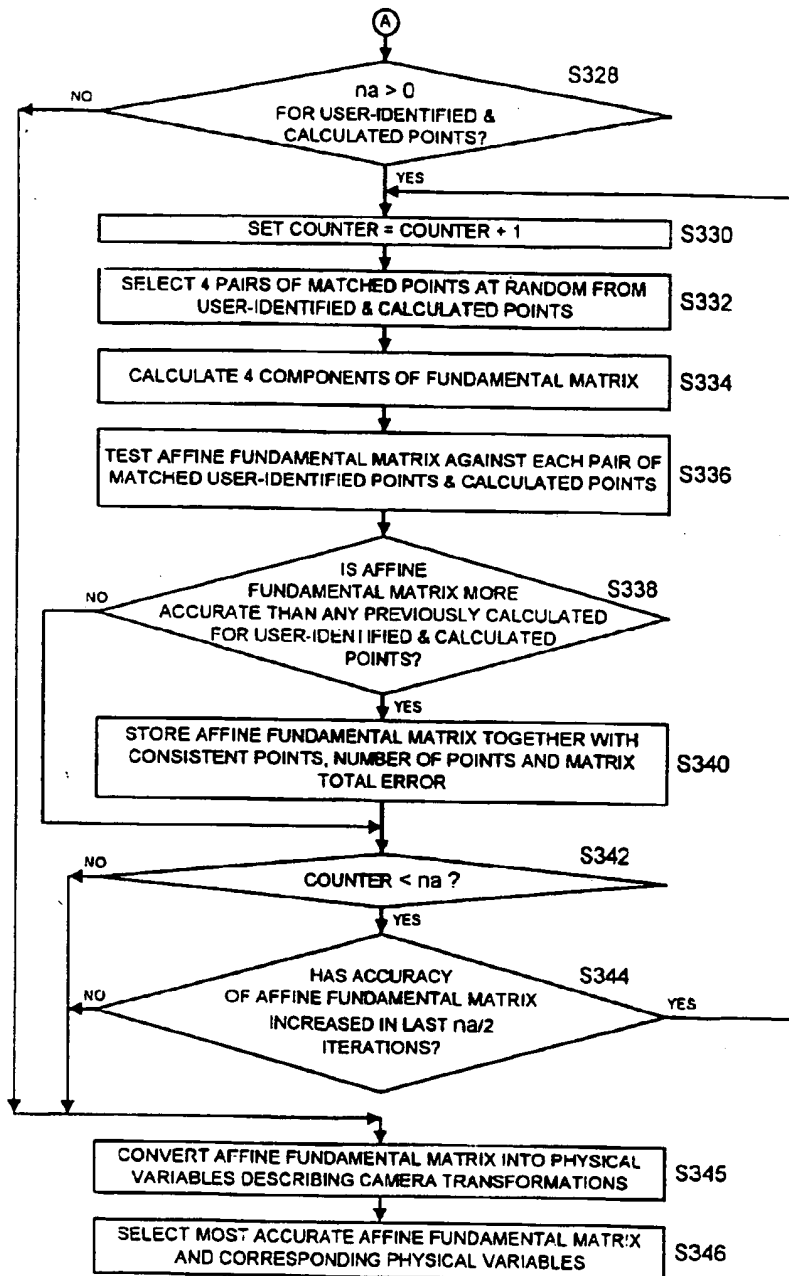 A
S328
na > 0
NO
FOR USER-IDENTIFIED &
CALCULATED POINTS?
YES
SET COUNTER = COUNTER + 1
S330
SELECT 4 PAIRS OF MATCHED POINTS AT RANDOM FROM
USER-IDENTIFIED & CALCULATED POINTS
S332
CALCULATE 4 COMPONENTS OF FUNDAMENTAL MATRIX
S334
TEST AFFINE FUNDAMENTAL MATRIX AGAINST EACH PAIR OF
MATCHED USER-IDENTIFIED POINTS & CALCULATED POINTS
S336
IS AFFINE
FUNDAMENTAL MATRIX MORE
S338
NO
ACCURATE THAN ANY PREVIOUSLY CALCULATED
FOR USER-IDENTIFIED & CALCULATED
POINTS?
YES
STORE AFFINE FUNDAMENTAL MATRIX TOGETHER WITH
CONSISTENT POINTS, NUMBER OF POINTS AND MATRIX
TOTAL ERROR
S340
S342
NO
COUNTER < na ?
YES
HAS ACCURACY
S344
OF AFFINE FUNDAMENTAL MATRIX
NO
YES
INCREASED IN LAST na/2
ITERATIONS?
CONVERT AFFINE FUNDAMENTAL MATRIX INTO PHYSICAL
VARIABLES DESCRIBING CAMERA TRANSFORMATIONS
S345
SELECT MOST ACCURATE AFFINE FUNDAMENTAL MATRIX
AND CORRESPONDING PHYSICAL VARIABLES
S346